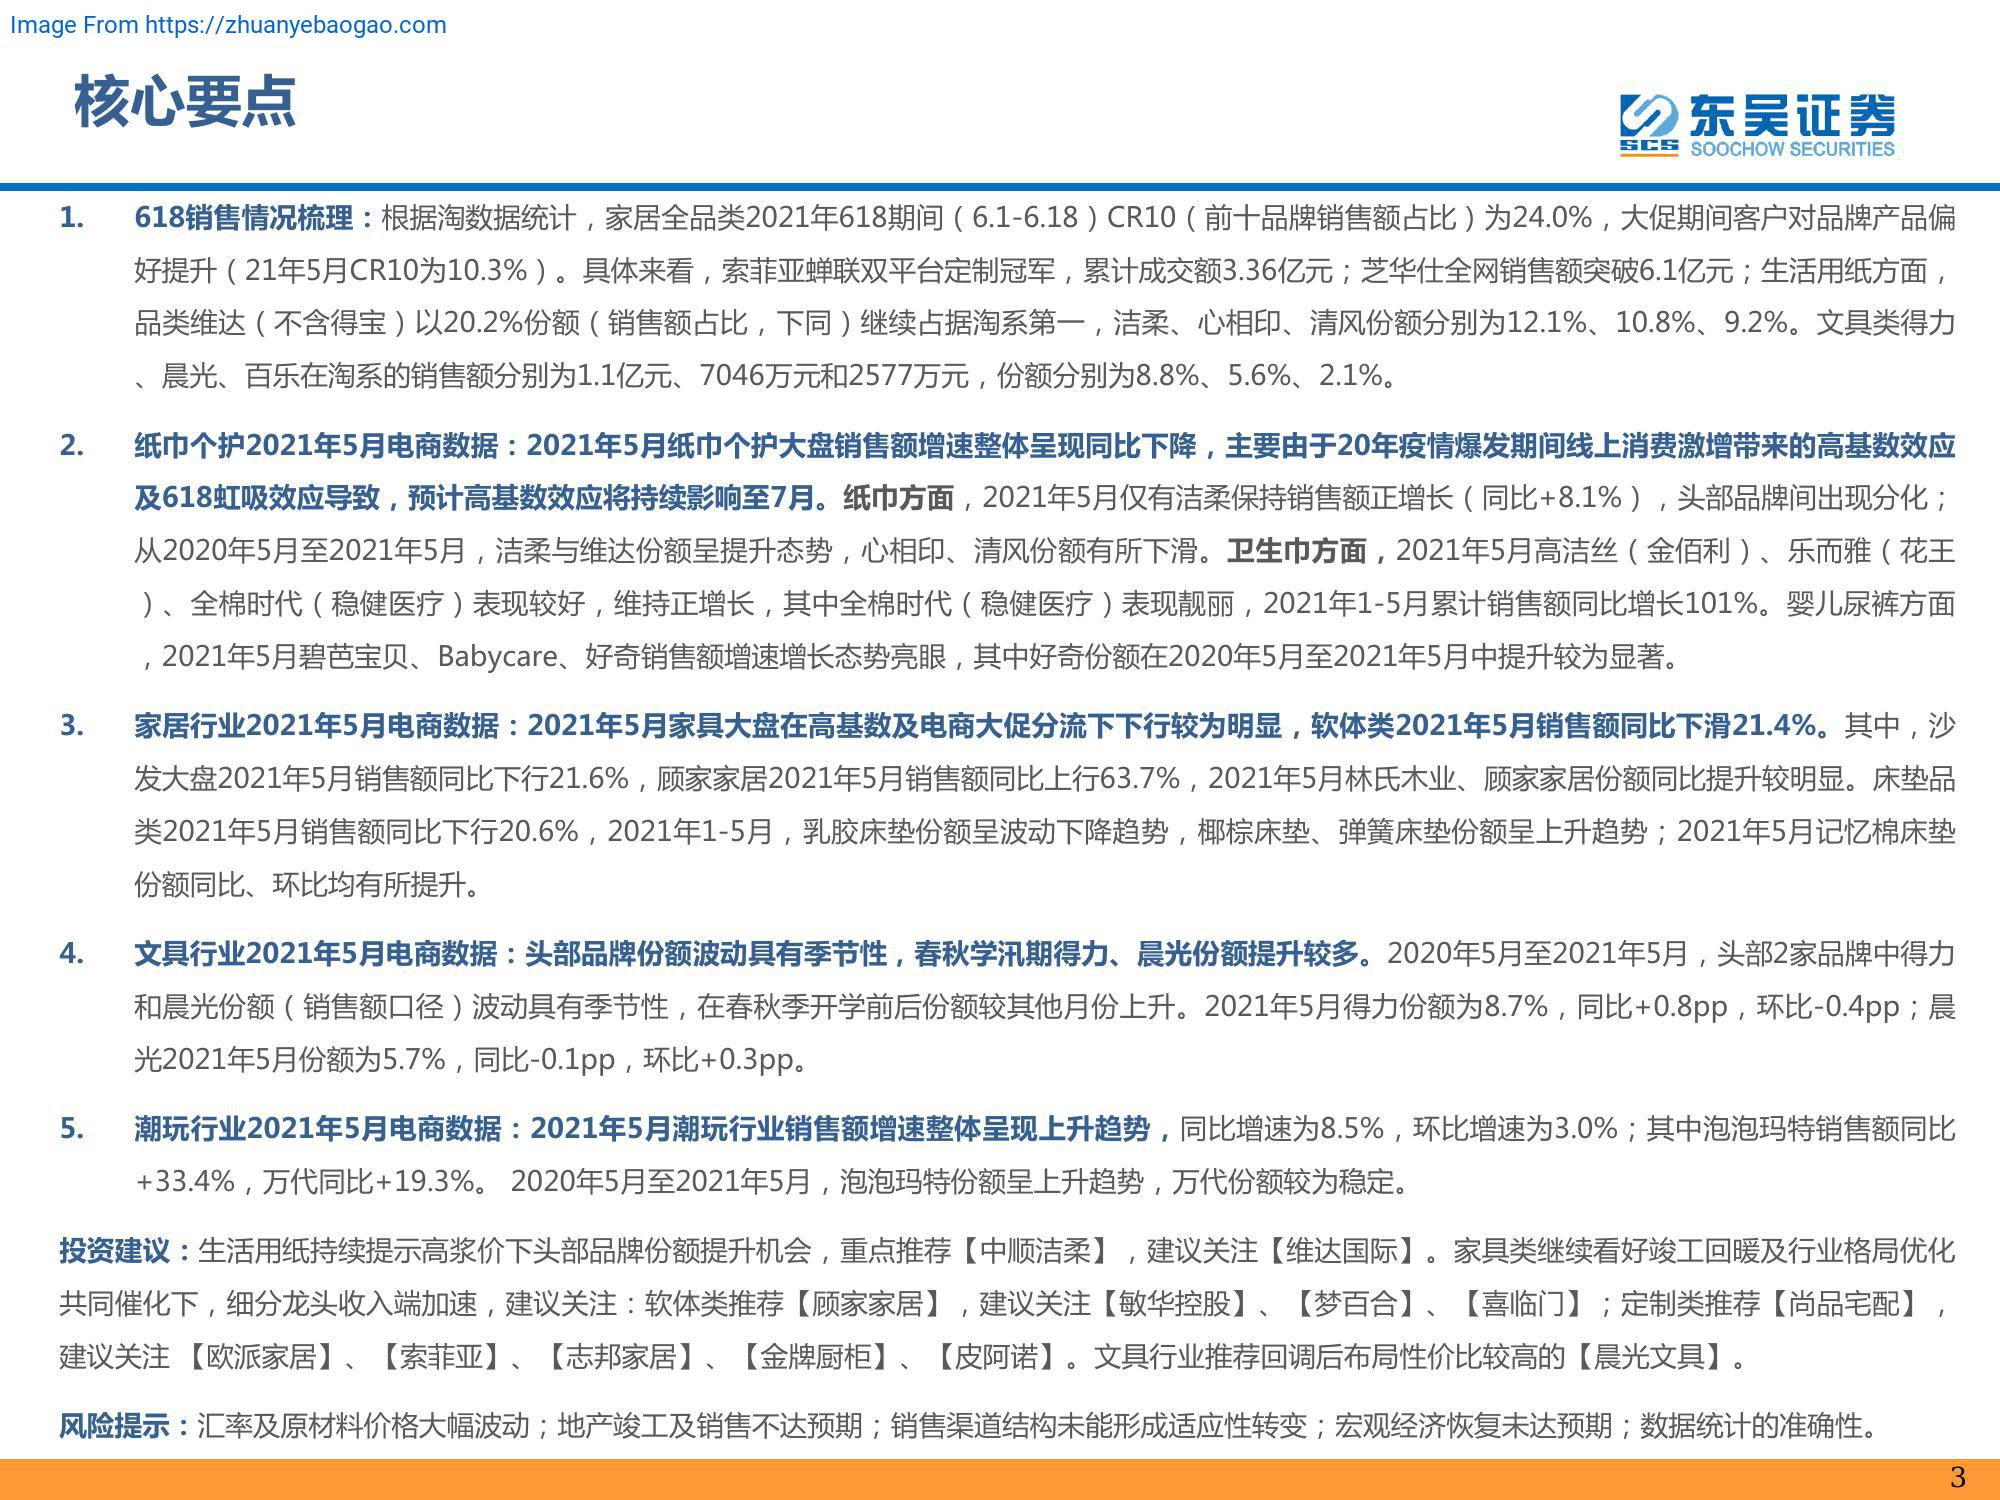 Image From https://zhuanyebaogao.com
核心要点
东吴证券
SCS
SOOCHOW SECURITIES
1. 618销售情况梳理：根据淘数据统计，家居全品类2021年618期间（6.1-6.18）CR10（前十品牌销售额占比）为24.0%，大促期间客户对品牌产品偏
好提升（21年5月CR10为10.3%）。具体来看，索菲亚蝉联双平台定制冠军，累计成交额3.36亿元；芝华仕全网销售额突破6.1亿元；生活用纸方面，
品类维达（不含得宝）以20.2%份额（销售额占比，下同）继续占据淘系第一，洁柔、心相印、清风份额分别为12.1%、10.8%、9.2%。文具类得力
、晨光、百乐在淘系的销售额分别为1.1亿元、7046万元和2577万元，份额分别为8.8%、5.6%、2.1%。
2. 纸巾个护2021年5月电商数据：2021年5月纸巾个护大盘销售额增速整体呈现同比下降，主要由于20年疫情爆发期间线上消费激增带来的高基数效应
及618虹吸效应导致，预计高基数效应将持续影响至7月。纸巾方面，2021年5月仅有洁柔保持销售额正增长（同比+8.1%），头部品牌间出现分化；
从2020年5月至2021年5月，洁柔与维达份额呈提升态势，心相印、清风份额有所下滑。卫生巾方面，2021年5月高洁丝（金佰利）、乐而雅（花王
）、全棉时代（稳健医疗）表现较好，维持正增长，其中全棉时代（稳健医疗）表现靓丽，2021年1-5月累计销售额同比增长101%。婴儿尿裤方面
，2021年5月碧芭宝贝、Babycare、好奇销售额增速增长态势亮眼，其中好奇份额在2020年5月至2021年5月中提升较为显著。
3. 家居行业2021年5月电商数据：2021年5月家具大盘在高基数及电商大促分流下下行较为明显，软体类2021年5月销售额同比下滑21.4%。其中，沙
发大盘2021年5月销售额同比下行21.6%，顾家家居2021年5月销售额同比上行63.7%，2021年5月林氏木业、顾家家居份额同比提升较明显。床垫品
类2021年5月销售额同比下行20.6%，2021年1-5月，乳胶床垫份额呈波动下降趋势，椰棕床垫、弹簧床垫份额呈上升趋势；2021年5月记忆棉床垫
份额同比、环比均有所提升。
4. 文具行业2021年5月电商数据：头部品牌份额波动具有季节性，春秋学汛期得力、晨光份额提升较多。2020年5月至2021年5月，头部2家品牌中得力
和晨光份额（销售额口径）波动具有季节性，在春秋季开学前后份额较其他月份上升。2021年5月得力份额为8.7%，同比+0.8pp，环比-0.4pp；晨
光2021年5月份额为5.7%，同比-0.1pp，环比+0.3pp。
5. 潮玩行业2021年5月电商数据：2021年5月潮玩行业销售额增速整体呈现上升趋势，同比增速为8.5%，环比增速为3.0%；其中泡泡玛特销售额同比
+33.4%，万代同比+19.3%。 2020年5月至2021年5月，泡泡玛特份额呈上升趋势，万代份额较为稳定。
投资建议：生活用纸持续提示高浆价下头部品牌份额提升机会，重点推荐【中顺洁柔】，建议关注【维达国际】。家具类继续看好竣工回暖及行业格局优化
共同催化下，细分龙头收入端加速，建议关注：软体类推荐【顾家家居】，建议关注【敏华控股】、【梦百合】、【喜临门】；定制类推荐【尚品宅配】，
建议关注 【欧派家居】、【索菲亚】、【志邦家居】、【金牌厨柜】、【皮阿诺】。文具行业推荐回调后布局性价比较高的【晨光文具】。
风险提示：汇率及原材料价格大幅波动；地产竣工及销售不达预期；销售渠道结构未能形成适应性转变；宏观经济恢复未达预期；数据统计的准确性。
3